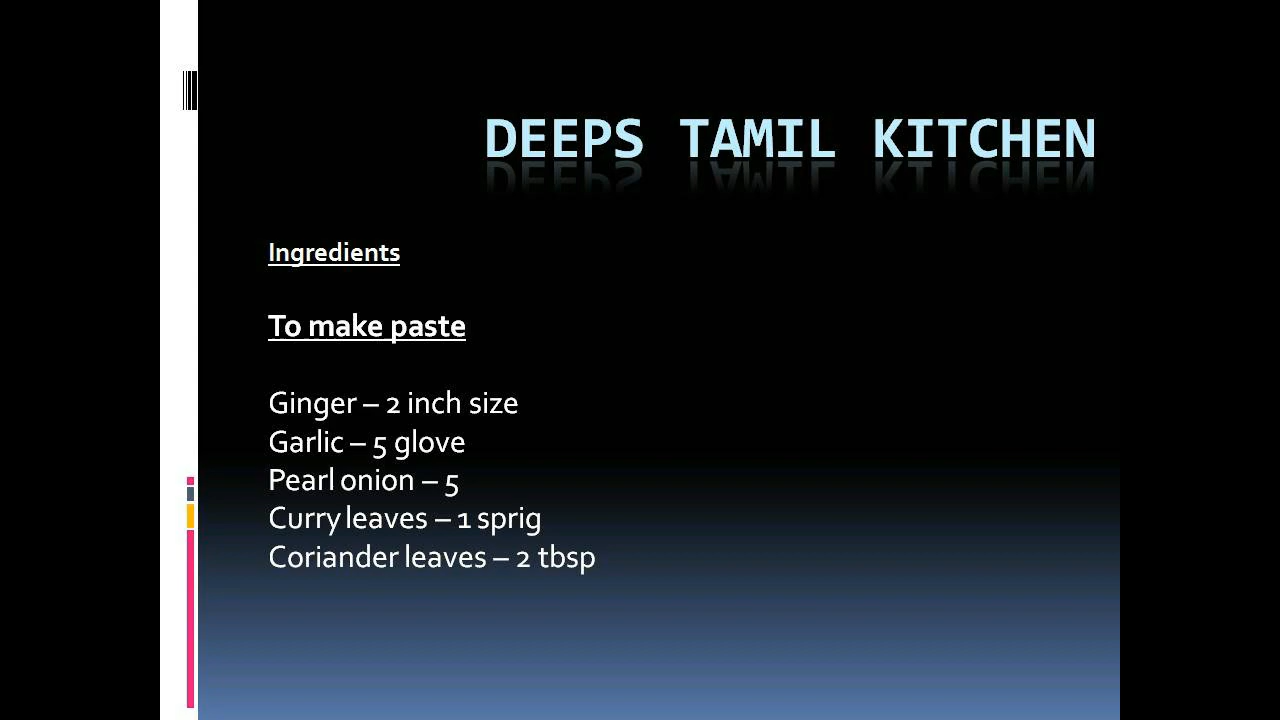 DEEPS TAMIL KITCHEN
Ingredients
To make paste
Ginger – 2 inch size
Garlic – 5 glove
Pearl onion – 5
Curry leaves – 1 sprig
Coriander leaves – 2 tbsp